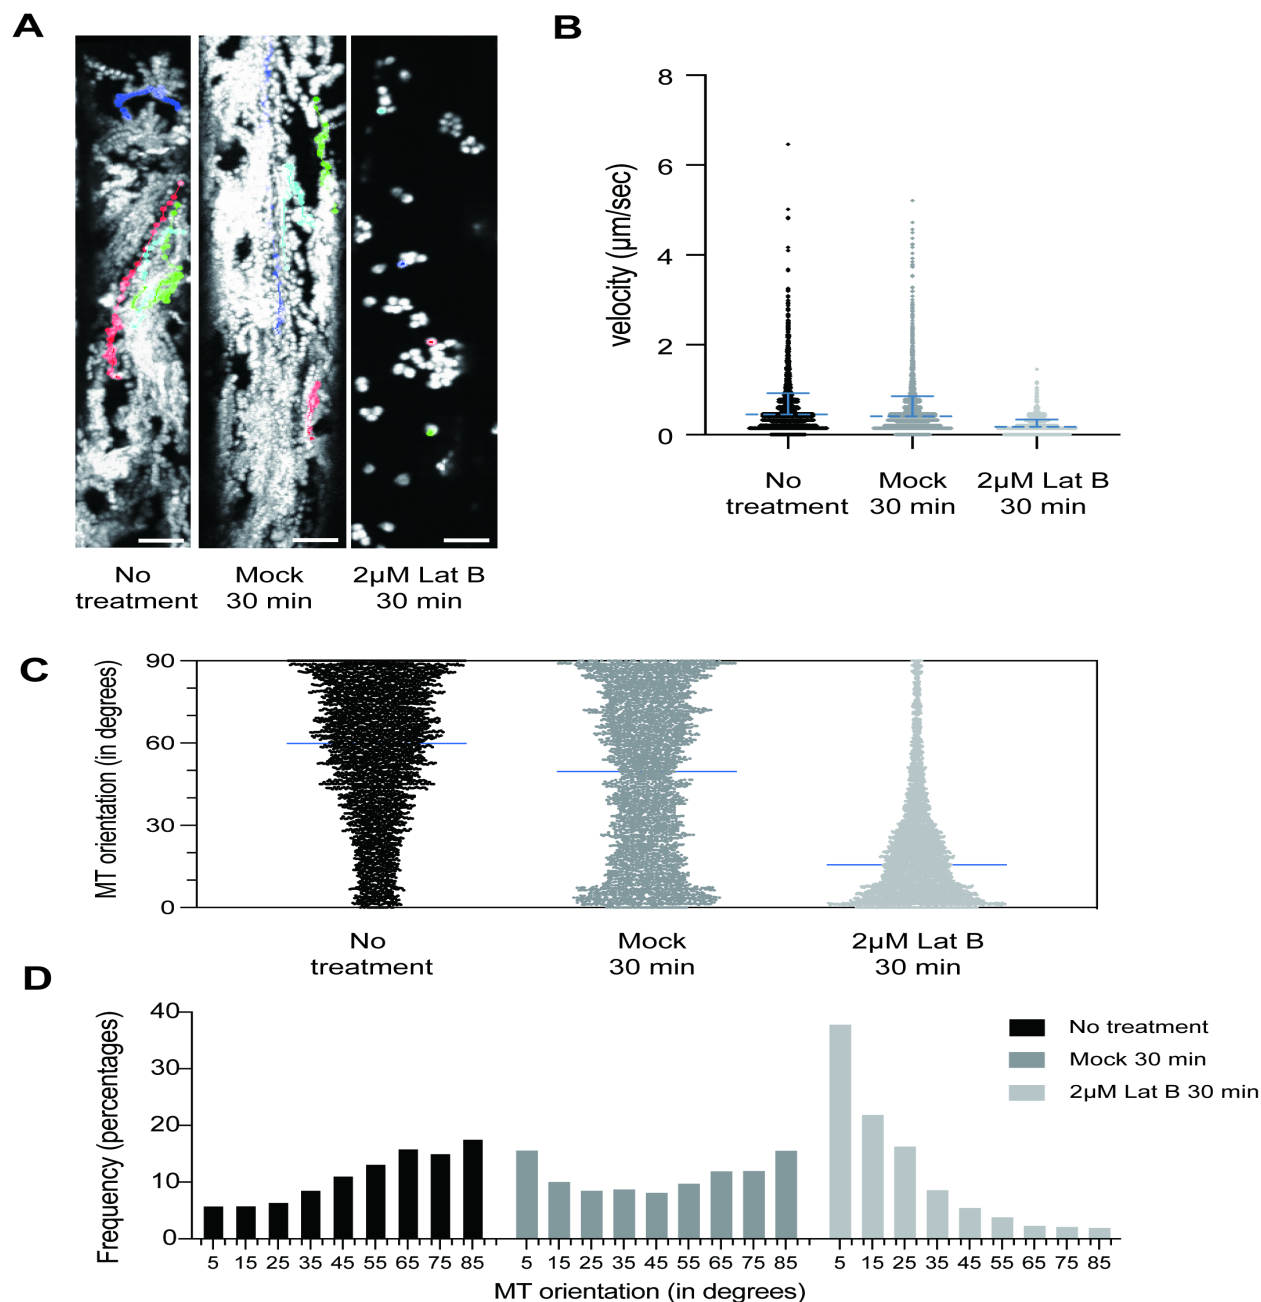 A
No
treatment
Mock
30 min
2μM Lat B
30 min
B
velocity (μm/sec)
8
6
4
2
0
No
treatment
Mock
30 min
2μM Lat B
30 min
C
MT orientation (in degrees)
90
60
30
0
No
treatment
Mock
30 min
2μM Lat B
30 min
D
Frequency (percentages)
40
30
20
10
0
5 15 25 35 45 55 65 75 85 5 15 25 35 45 55 65 75 85 5 15 25 35 45 55 65 75 85
MT orientation (in degrees)
No treatment
Mock 30 min
2μM Lat B 30 min